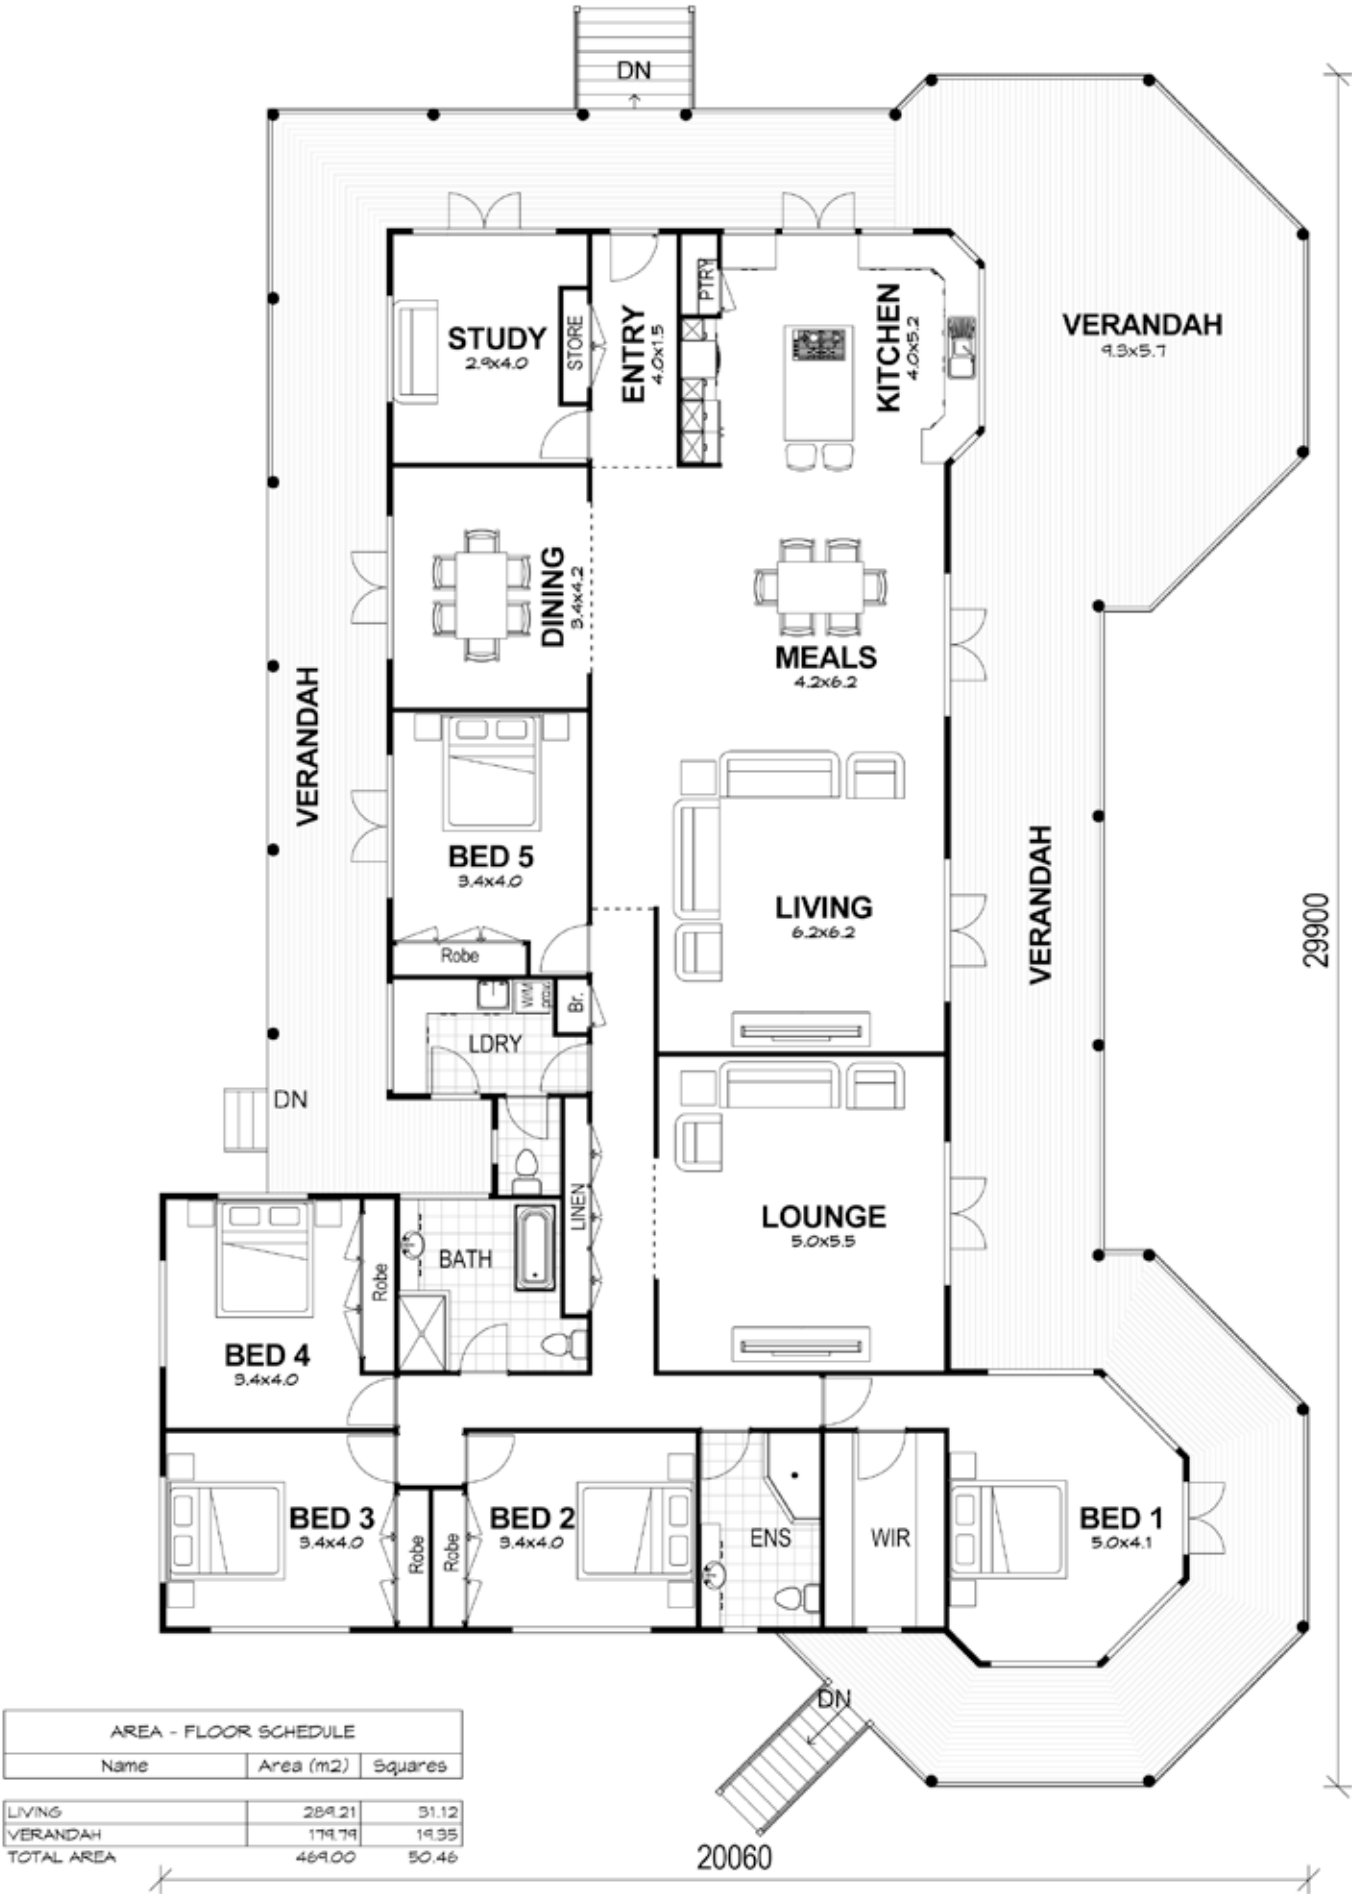 DN
STUDY
2.9x4.0
STORE
ENTRY
4.0x1.5
PTRY
KITCHEN
4.0x5.2
VERANDAH
9.3x5.7
DINING
3.4x4.2
MEALS
4.2x6.2
VERANDAH
BED 5
3.4x4.0
Robe
LIVING
6.2x6.2
VERANDAH
29900
W/M
prov.
Br.
LDRY
DN
LINEN
LOUNGE
5.0x5.5
BATH
Robe
BED 4
3.4x4.0
BED 3
3.4x4.0
Robe
Robe
BED 2
3.4x4.0
ENS
WIR
BED 1
5.0x4.1
DN
AREA - FLOOR SCHEDULE
Name Area (m2) Squares
LIVING 289.21 31.12
VERANDAH 179.79 19.35
TOTAL AREA 469.00 50.46
20060